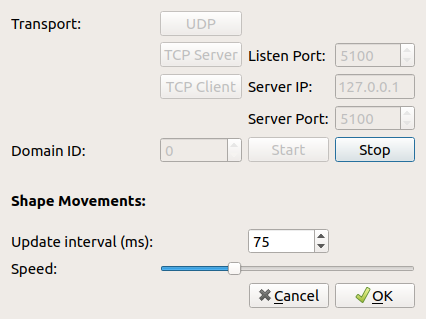 Transport: UDP
TCP Server Listen Port: 5100
TCP Client Server IP: 127.0.0.1
Server Port: 5100
Domain ID: 0 Start Stop
Shape Movements:
Update interval (ms): 75
Speed:
Cancel OK